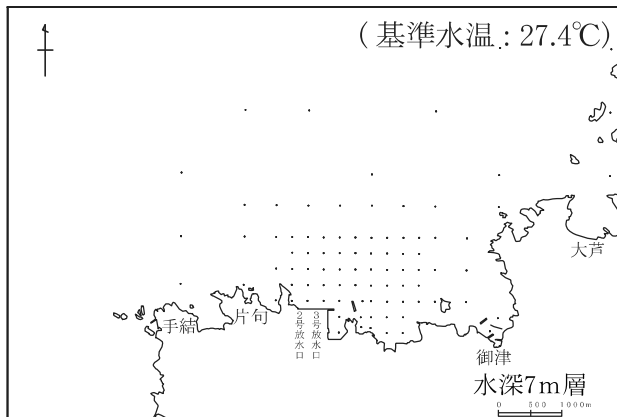 (基準水温：27.4℃)
大芦
手結
片句
2号放水口
3号放水口
御津
水深7m層
0 500 1000m